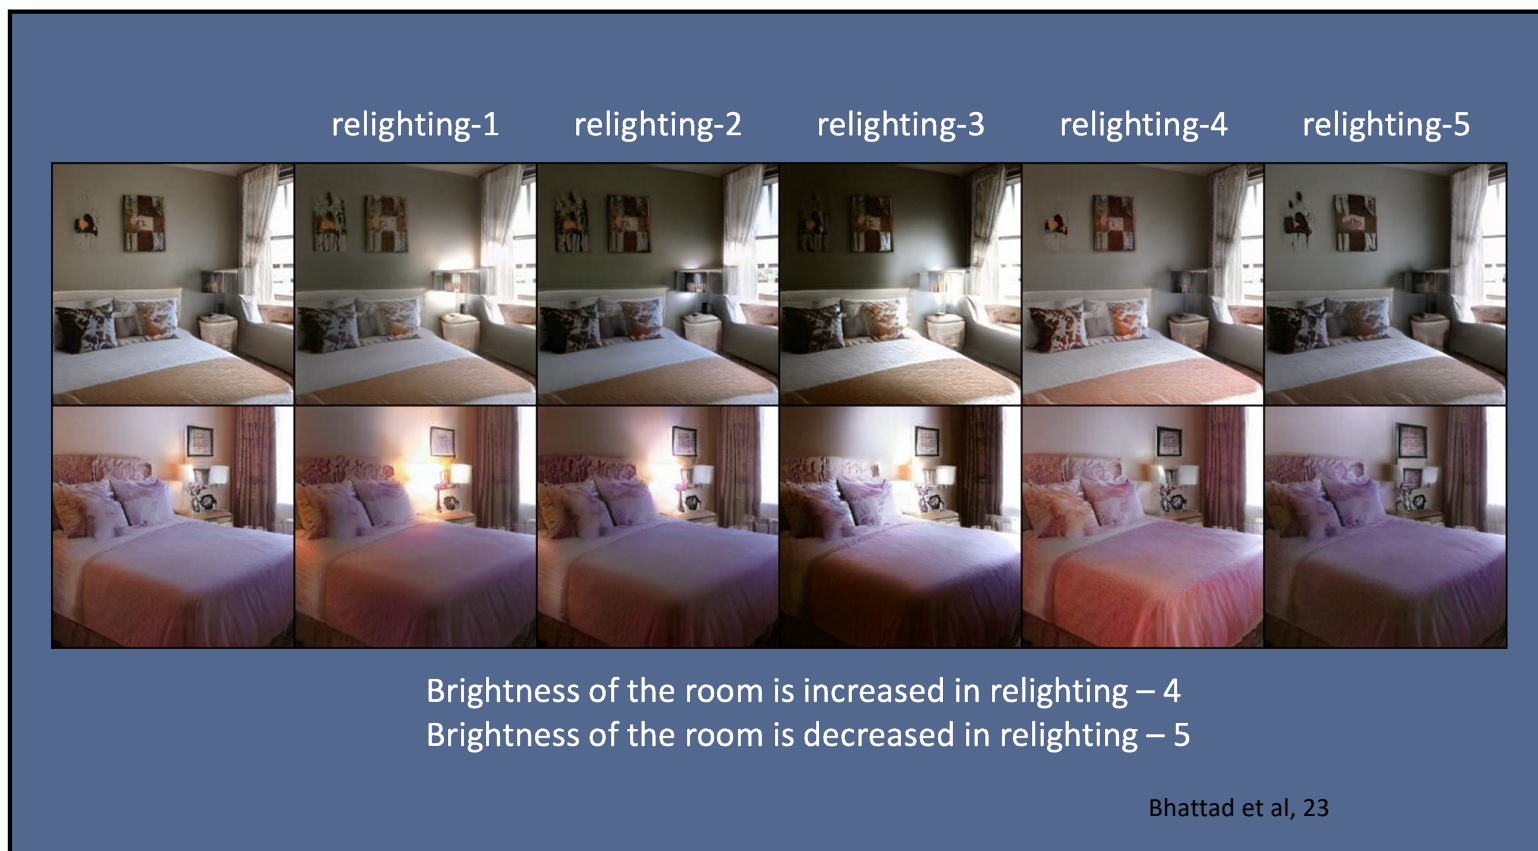 relighting-1 relighting-2 relighting-3 relighting-4 relighting-5
Brightness of the room is increased in relighting – 4
Brightness of the room is decreased in relighting – 5
Bhattad et al, 23